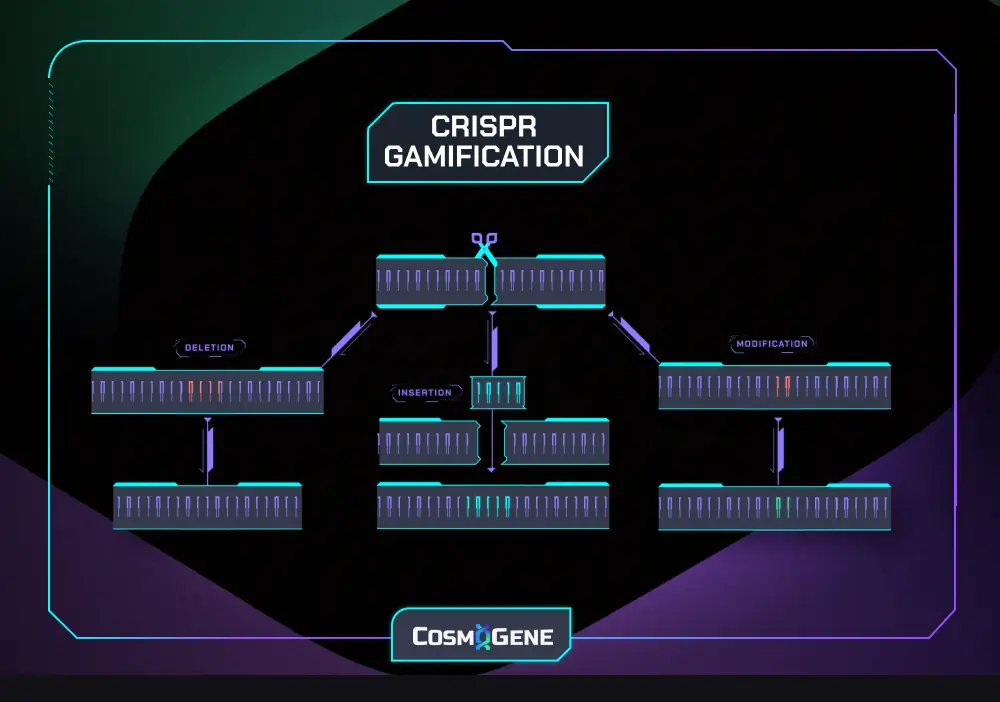 CRISPR
GAMIFICATION
DELETION
MODIFICATION
INSERTION
COSMOGENE